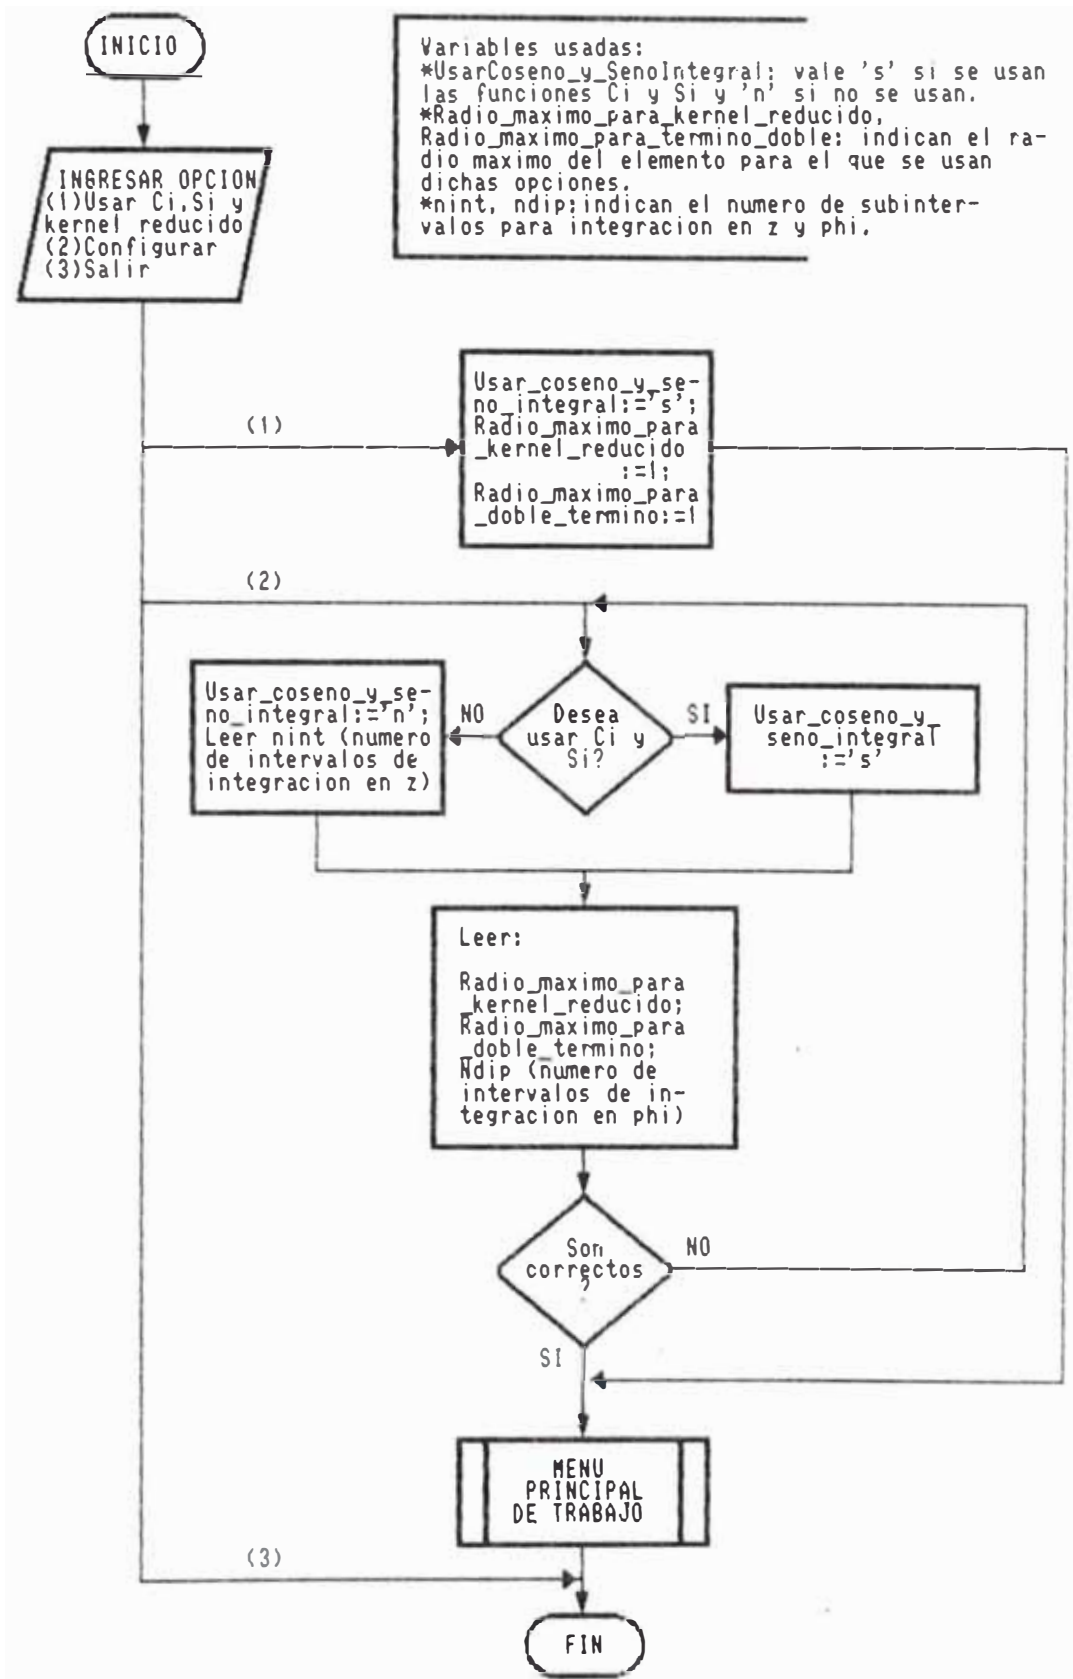 INICIO
Variables usadas:
*UsarCoseno_y_SenoIntegral: vale 's' si se usan
las funciones Ci y Si y 'n' si no se usan.
*Radio_maximo_para_kernel_reducido,
Radio_maximo_para_termino_doble: indican el ra-
dio maximo del elemento para el que se usan
dichas opciones.
*nint, ndip:indican el numero de subinter-
valos para integracion en z y phi.
INGRESAR OPCION
(1)Usar Ci,Si y
kernel reducido
(2)Configurar
(3)Salir
(1)
Usar_coseno_y_se-
no_integral:='s';
Radio_maximo_para
_kernel_reducido
:=1;
Radio_maximo_para
_doble_termino:=1
(2)
Usar_coseno_y_se-
no_integral:='n';
Leer nint (numero
de intervalos de
integracion en z)
NO
Desea
usar Ci y
Si?
SI
Usar_coseno_y_
seno_integral
:='s'
Leer:
Radio_maximo_para
_kernel_reducido;
Radio_maximo_para
_doble_termino;
Ndip (numero de
intervalos de in-
tegracion en phi)
Son
correctos
?
NO
SI
MENU
PRINCIPAL
DE TRABAJO
(3)
FIN